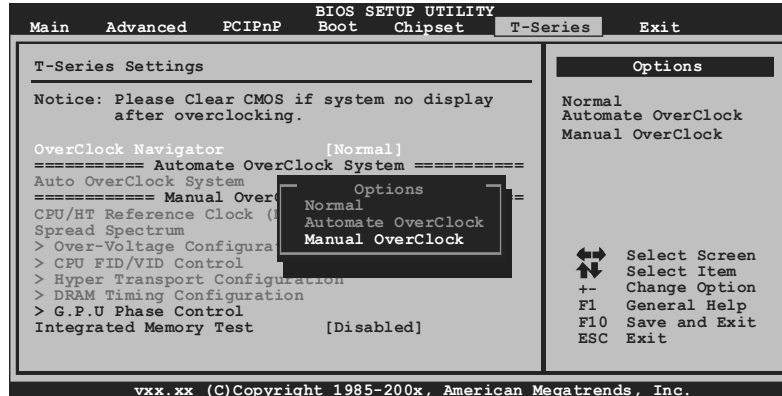 BIOS SETUP UTILITY
Main Advanced PCIPnP Boot Chipset T-Series Exit
T-Series Settings
Notice: Please Clear CMOS if system no display
after overclocking.
OverClock Navigator [Normal]
=========== Automate OverClock System ===========
Auto OverClock System
============ Manual Over =
CPU/HT Reference Clock (
Spread Spectrum
> Over-Voltage Configura
> CPU FID/VID Control
> Hyper Transport Configuration
> DRAM Timing Configuration
> G.P.U Phase Control
Integrated Memory Test [Disabled]
Options
Normal
Automate OverClock
Manual OverClock
Options
Normal
Automate OverClock
Manual OverClock
Select Screen
Select Item
+- Change Option
F1 General Help
F10 Save and Exit
ESC Exit
vxx.xx (C)Copyright 1985-200x, American Megatrends, Inc.